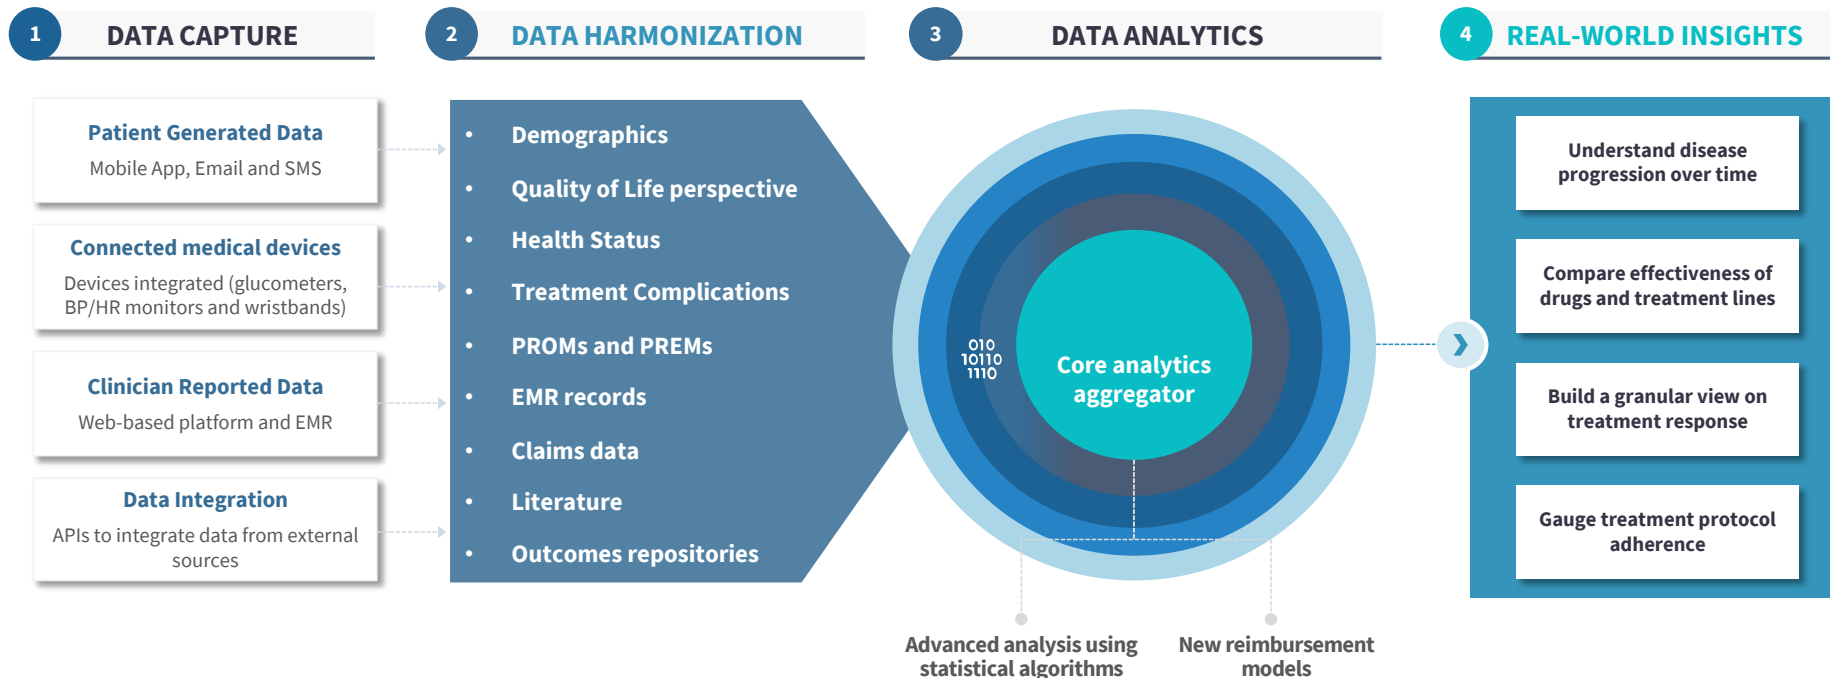 1
DATA CAPTURE
Patient Generated Data
Mobile App, Email and SMS
Connected medical devices
Devices integrated (glucometers,
BP/HR monitors and wristbands)
Clinician Reported Data
Web-based platform and EMR
Data Integration
APIs to integrate data from external
sources
2
DATA HARMONIZATION
• Demographics
• Quality of Life perspective
• Health Status
• Treatment Complications
• PROMs and PREMs
• EMR records
• Claims data
• Literature
• Outcomes repositories
3
DATA ANALYTICS
010
10110
1110
Core analytics
aggregator
Advanced analysis using
statistical algorithms
New reimbursement
models
4
REAL-WORLD INSIGHTS
Understand disease
progression over time
Compare effectiveness of
drugs and treatment lines
Build a granular view on
treatment response
Gauge treatment protocol
adherence